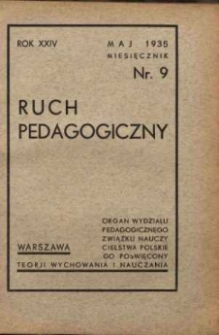 ROK XXIV
MAJ 1935
MIESIĘCZNIK
Nr. 9
RUCH
PEDAGOGICZNY
ORGAN WYDZIAŁU
PEDAGOGICZNEGO
ZWIĄZKU NAUCZY
CIELSTWA POLSKIE
GO POŚWIĘCONY
WARSZAWA
TEORJI WYCHOWANIA I NAUCZANIA